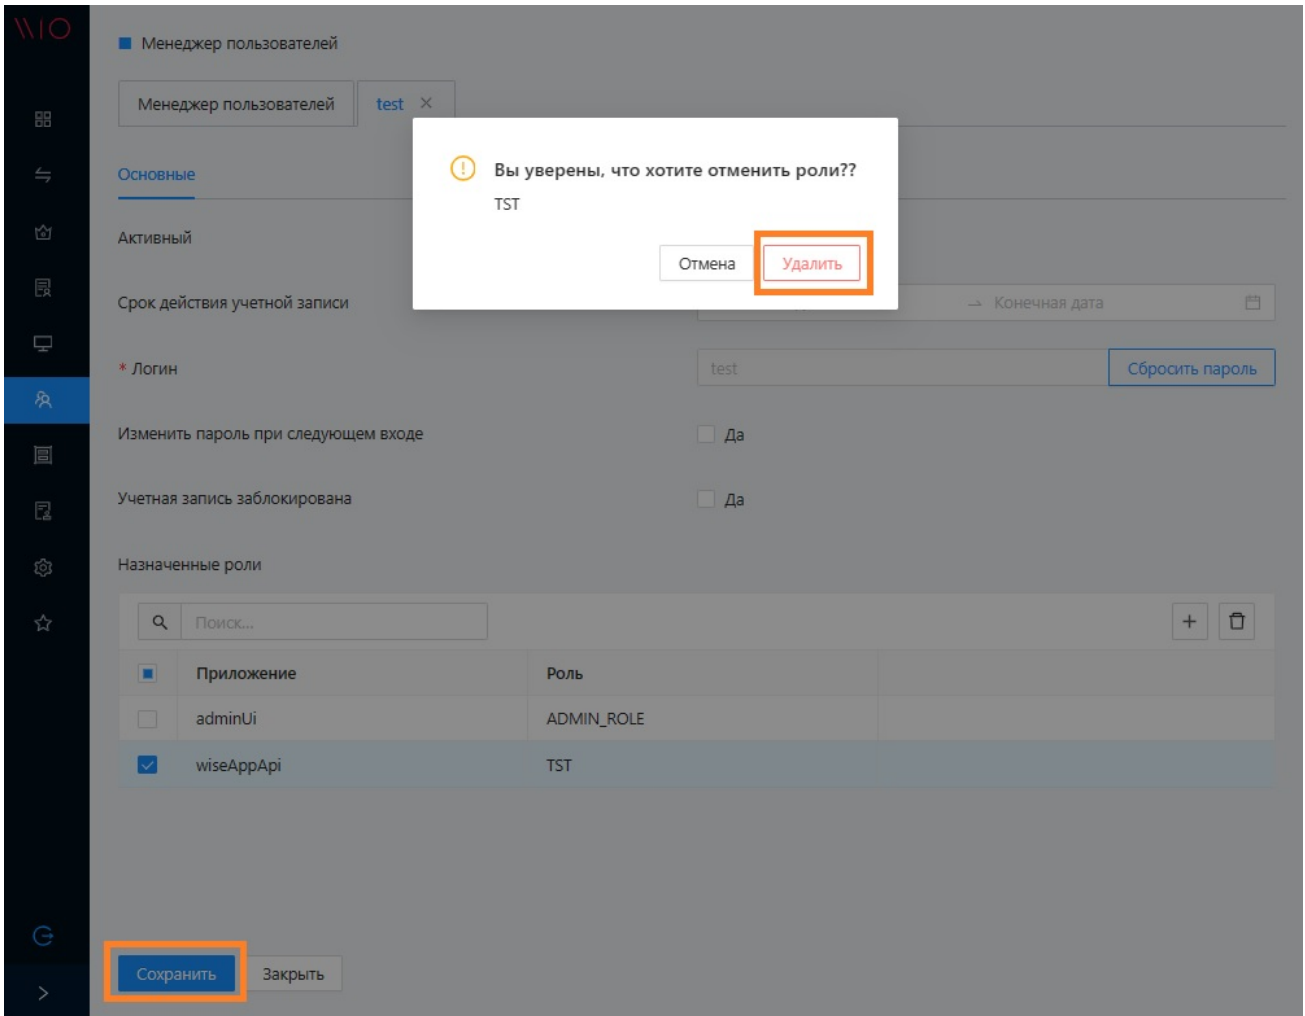 WIO
Менеджер пользователей
Менеджер пользователей
test
Вы уверены, что хотите отменить роли??
TST
Отмена
Удалить
Основные
Активный
Срок действия учетной записи
Конечная дата
* Логин
test
Сбросить пароль
Изменить пароль при следующем входе
Да
Учетная запись заблокирована
Да
Назначенные роли
Поиск...
Приложение
Роль
adminUi
ADMIN_ROLE
wiseAppApi
TST
Сохранить
Закрыть